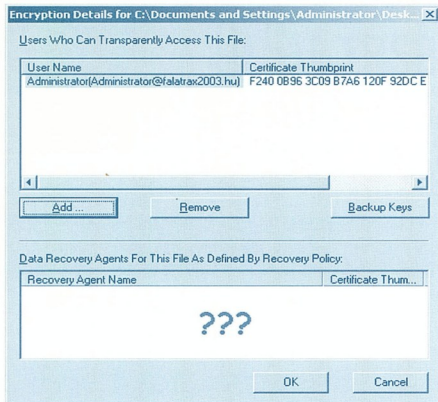 Encryption Details for C:\Documents and Settings\Administrator\Desk...
Users Who Can Transparently Access This File:
User Name Certificate Thumbprint
Administrator(Administrator@falatrax2003.hu) F240 0B96 3C09 B7A6 120F 92DC E
Add ... Remove Backup Keys
Data Recovery Agents For This File As Defined By Recovery Policy:
Recovery Agent Name Certificate Thum...
???
OK Cancel